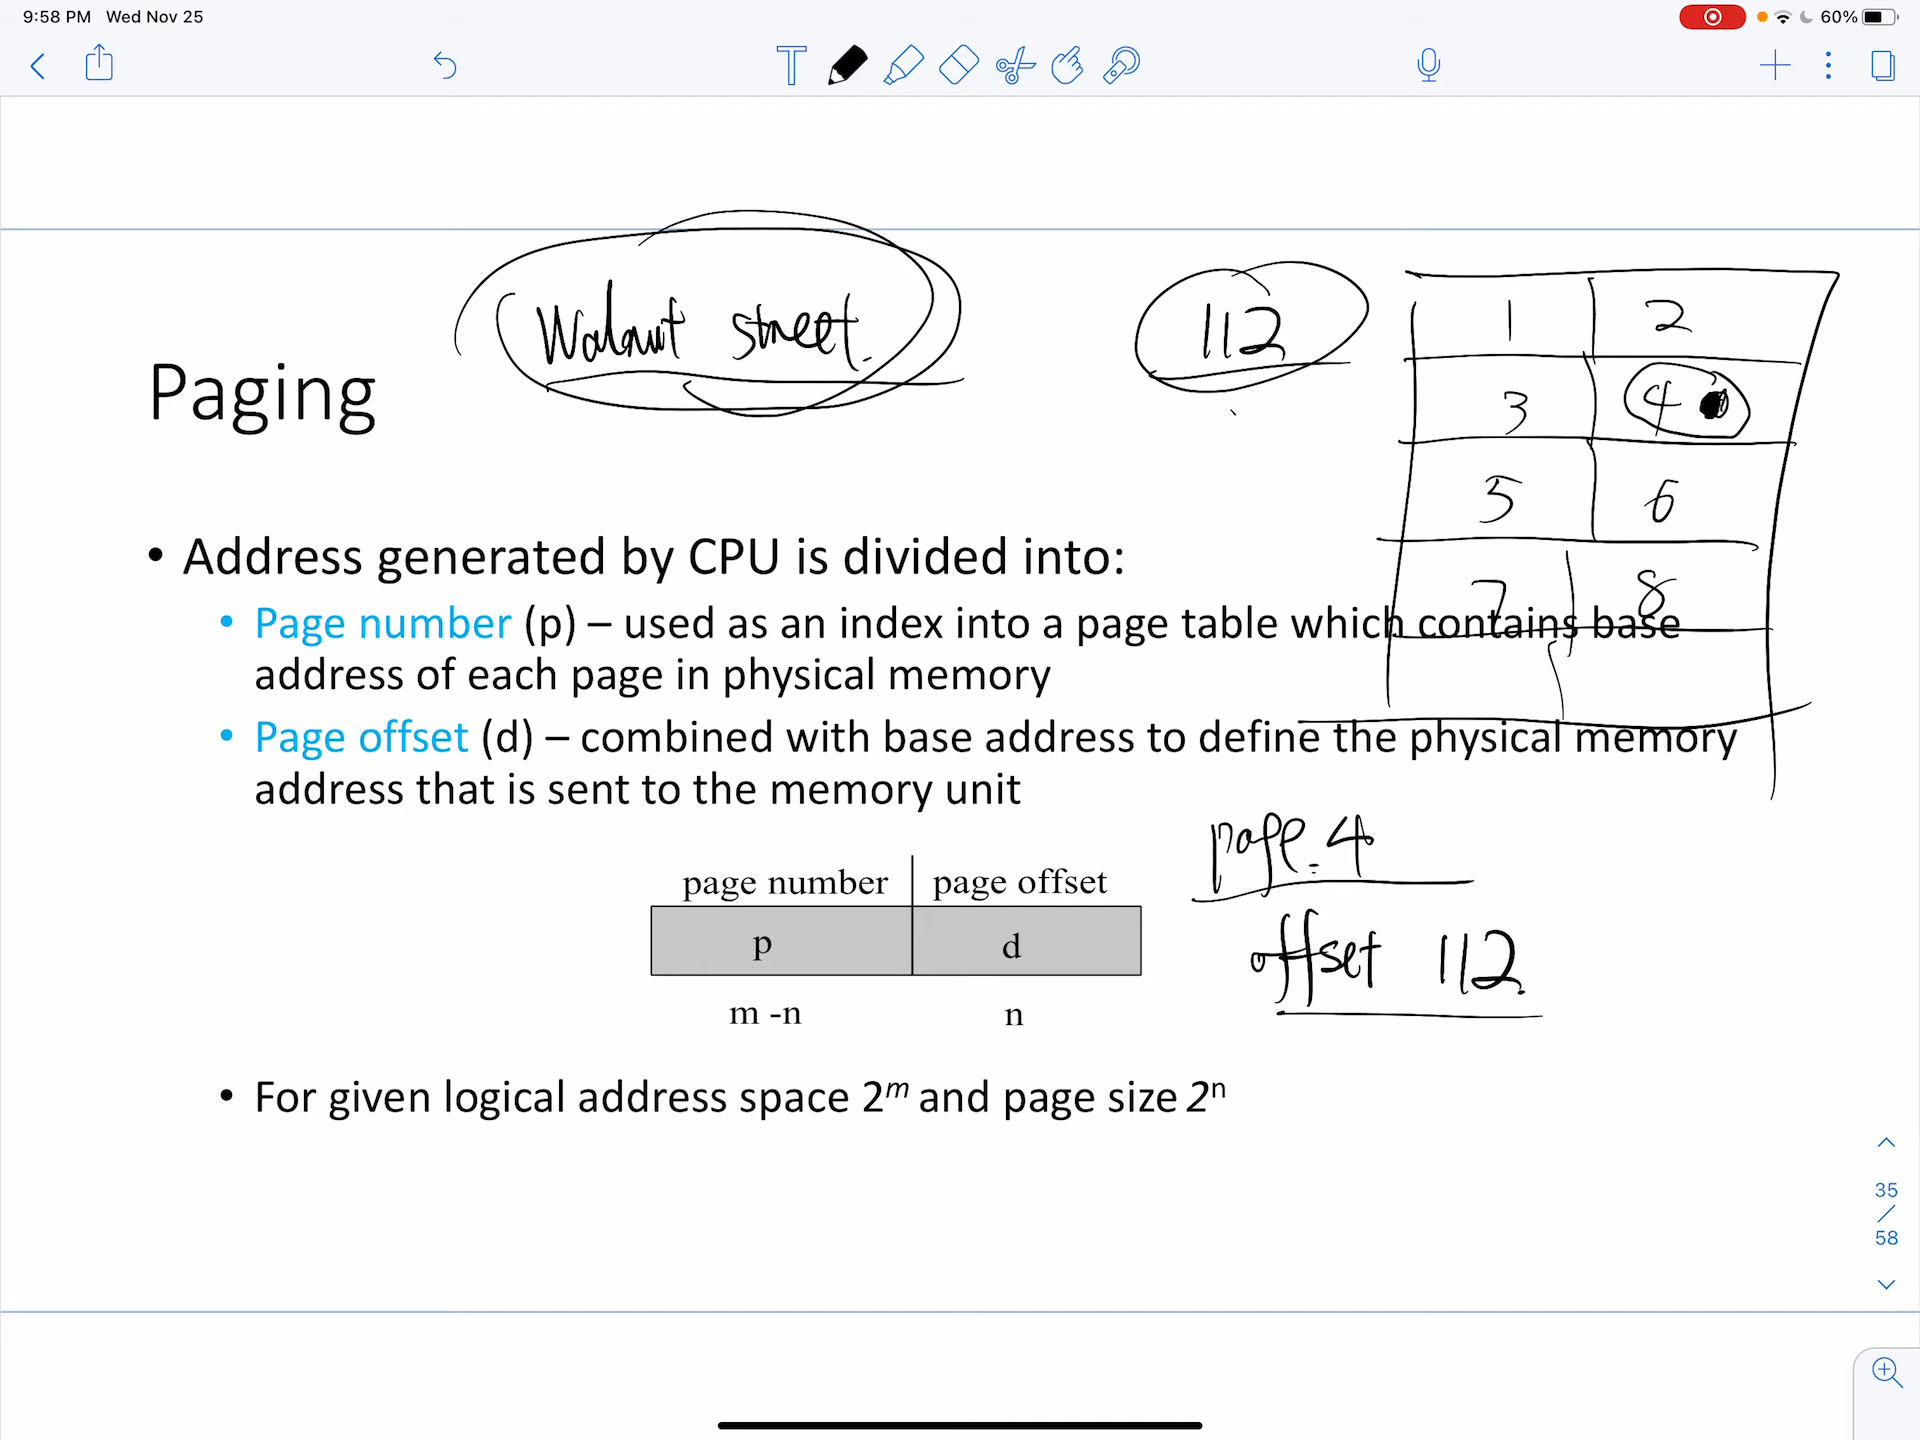 9:58 PM Wed Nov 25
60%
Walnut street.
112
1 2
3 4
5 6
7 8
Paging
• Address generated by CPU is divided into:
• Page number (p) – used as an index into a page table which contains base
address of each page in physical memory
• Page offset (d) – combined with base address to define the physical memory
address that is sent to the memory unit
page number page offset
p d
m -n n
page. 4
offset 112.
• For given logical address space 2ᵐ and page size 2ⁿ
35
/
58